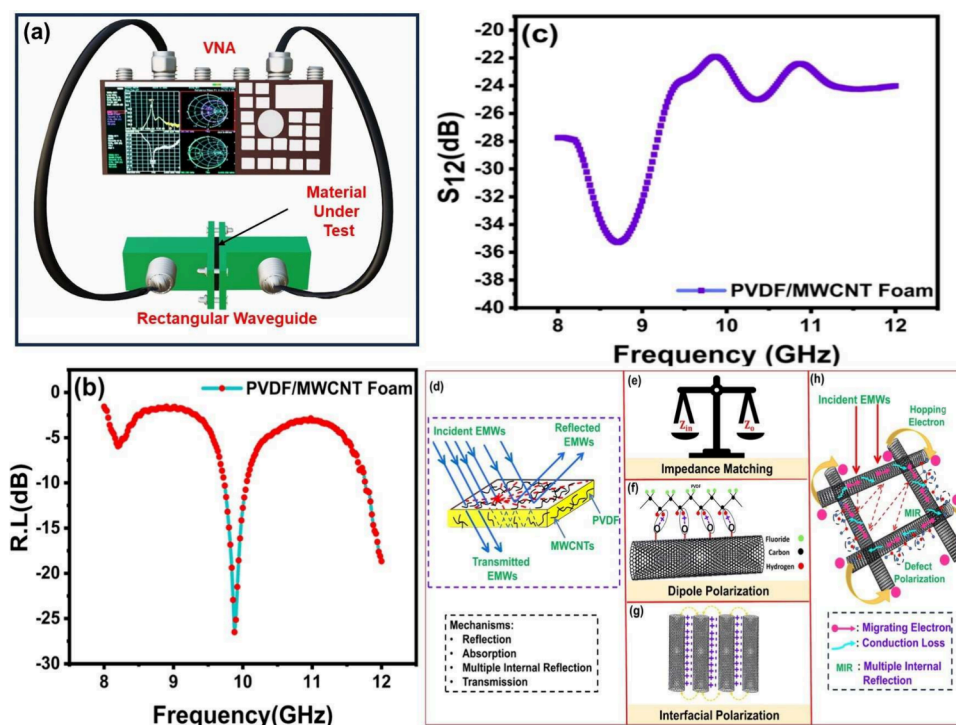 (a)
VNA
Material
Under
Test
Rectangular Waveguide
(c)
S12(dB)
-20
-22
-24
-26
-28
-30
-32
-34
-36
-38
-40
PVDF/MWCNT Foam
8
9
10
11
12
Frequency (GHz)
(b)
R.L(dB)
0
-5
-10
-15
-20
-25
-30
PVDF/MWCNT Foam
8
9
10
11
12
Frequency(GHz)
(d)
Incident EMWs
Reflected
EMWs
PVDF
MWCNTs
Transmitted
EMWs
Mechanisms:
• Reflection
• Absorption
• Multiple Internal Reflection
• Transmission
(e)
Zin
Z0
Impedance Matching
(f)
PVDF
Fluoride
Carbon
Hydrogen
Dipole Polarization
(g)
Interfacial Polarization
(h)
Incident EMWs
Hopping
Electron
MIR
Defect
Polarization
: Migrating Electron
: Conduction Loss
MIR : Multiple Internal
Reflection